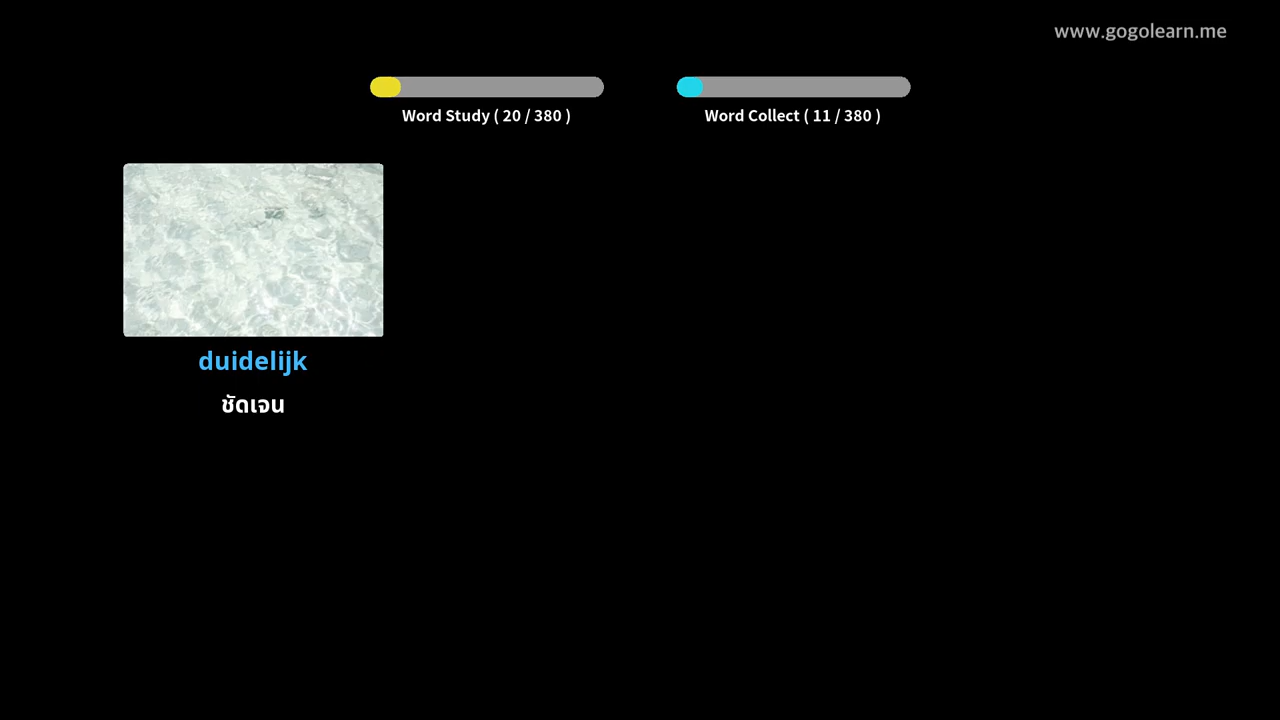 www.gogolearn.me
Word Study ( 20 / 380 )
Word Collect ( 11 / 380 )
duidelijk
ชัดเจน